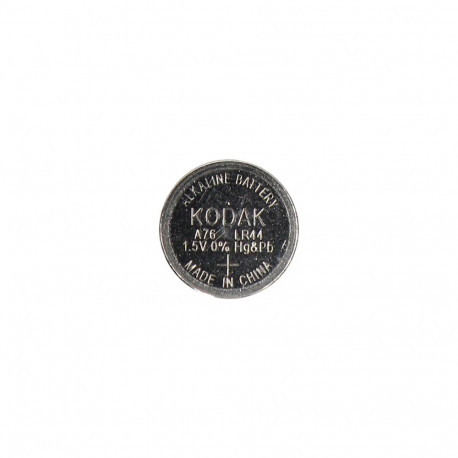 ALKALINE BATTERY
KODAK
A76 LR44
1.5V 0% Hg&Pb
+
MADE IN CHINA